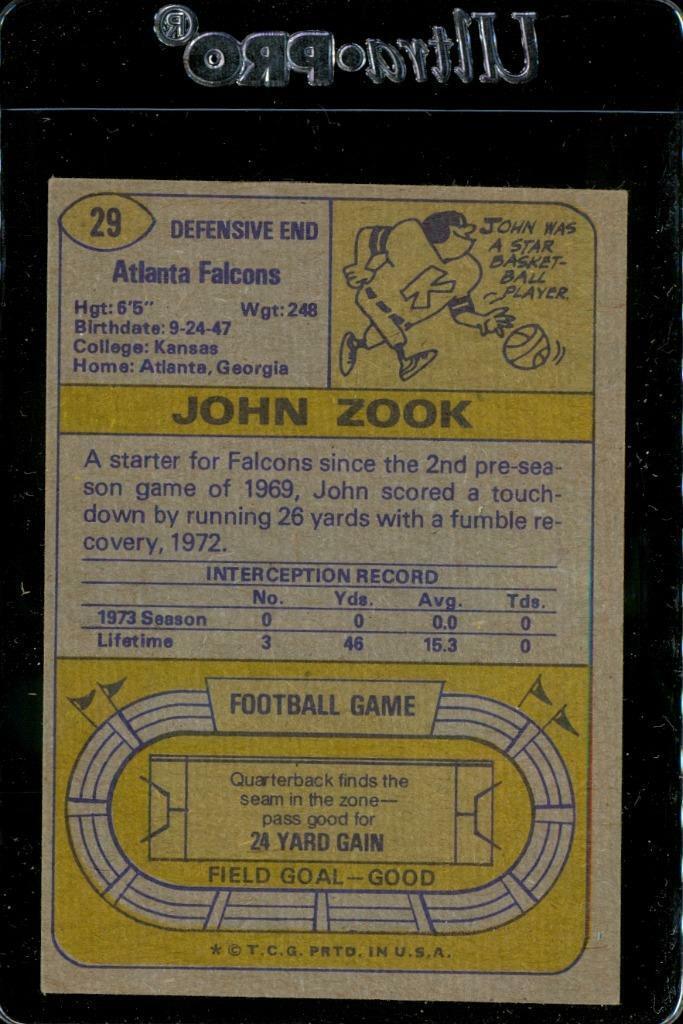 Ultra•PRO®
29
DEFENSIVE END
Atlanta Falcons
Hgt: 6'5" Wgt: 248
Birthdate: 9-24-47
College: Kansas
Home: Atlanta, Georgia
JOHN WAS
A STAR
BASKET-
BALL
PLAYER.
K
JOHN ZOOK
A starter for Falcons since the 2nd pre-sea-
son game of 1969, John scored a touch-
down by running 26 yards with a fumble re-
covery, 1972.
INTERCEPTION RECORD
No. Yds. Avg. Tds.
1973 Season 0 0 0.0 0
Lifetime 3 46 15.3 0
FOOTBALL GAME
Quarterback finds the
seam in the zone—
pass good for
24 YARD GAIN
FIELD GOAL—GOOD
* © T.C.G. PRTD. IN U.S.A.